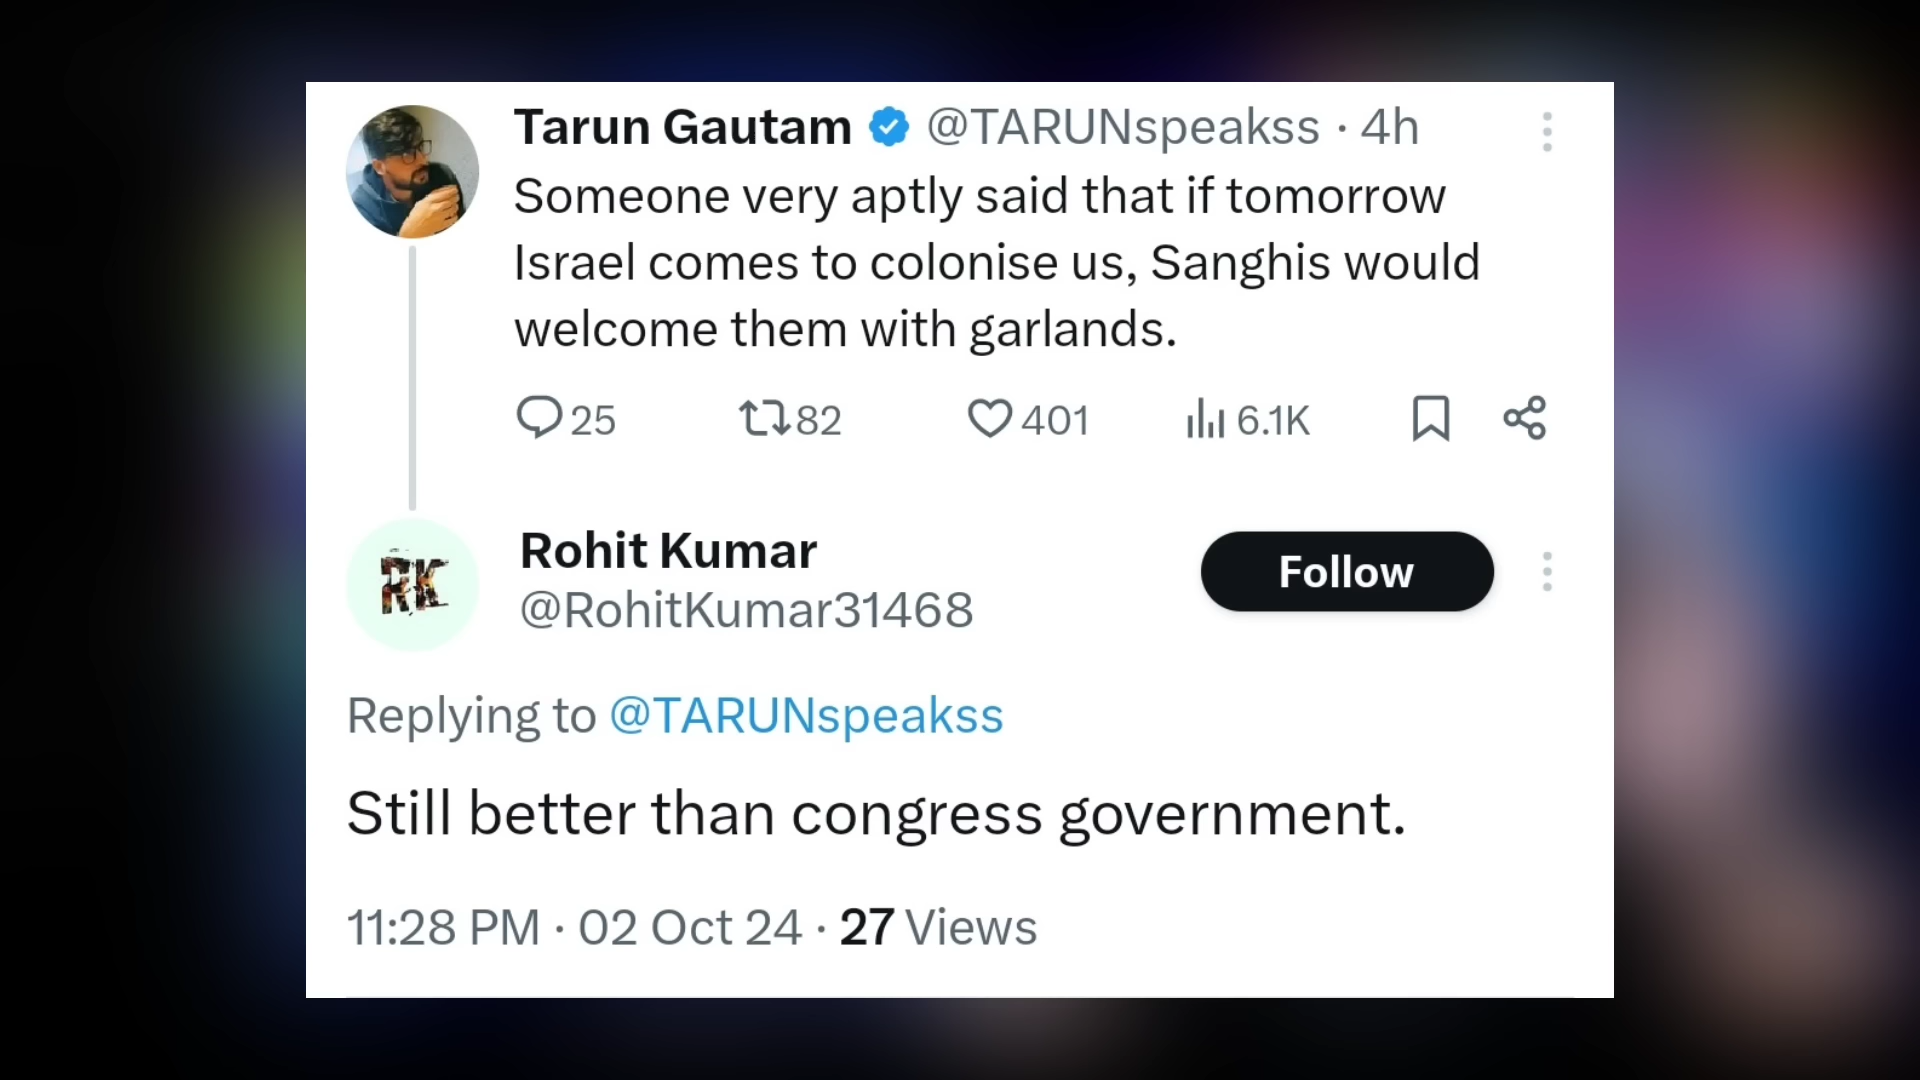 Tarun Gautam @TARUNspeakss · 4h
Someone very aptly said that if tomorrow
Israel comes to colonise us, Sanghis would
welcome them with garlands.
25 82 401 6.1K
RK
Rohit Kumar
@RohitKumar31468
Follow
Replying to @TARUNspeakss
Still better than congress government.
11:28 PM · 02 Oct 24 · 27 Views